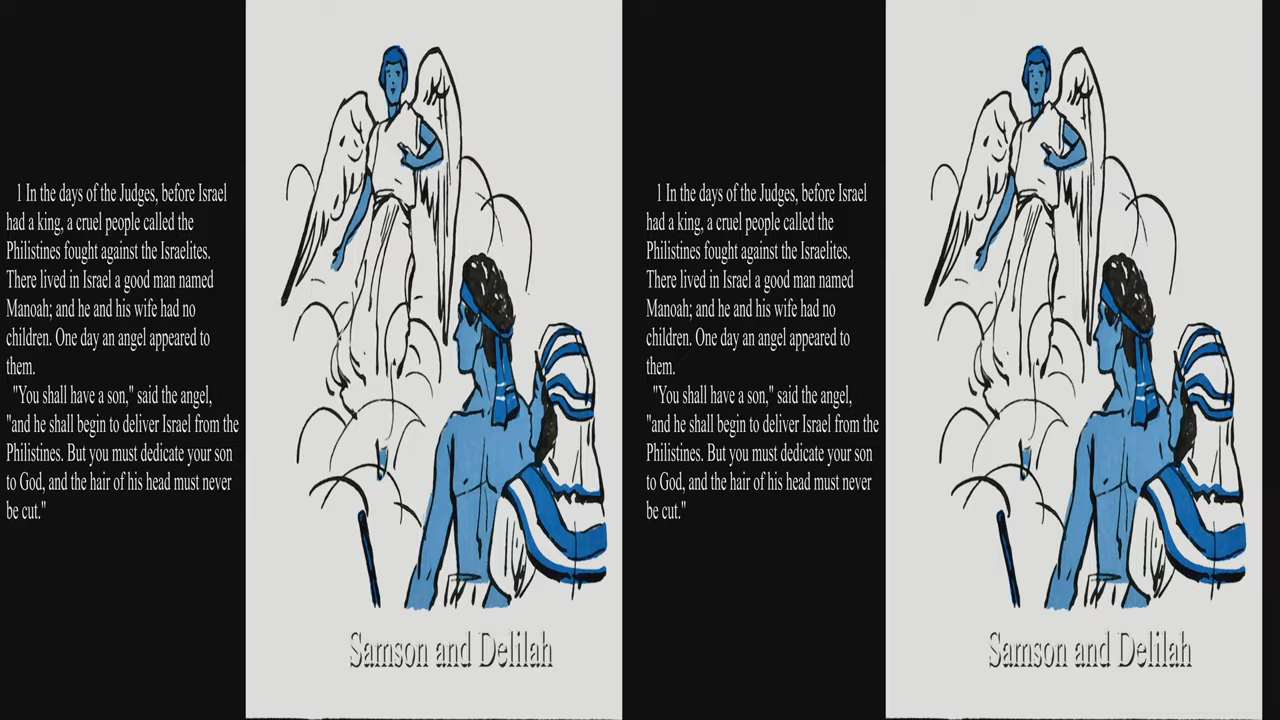 1 In the days of the Judges, before Israel
had a king, a cruel people called the
Philistines fought against the Israelites.
There lived in Israel a good man named
Manoah; and he and his wife had no
children. One day an angel appeared to
them.
"You shall have a son," said the angel,
"and he shall begin to deliver Israel from the
Philistines. But you must dedicate your son
to God, and the hair of his head must never
be cut."
Samson and Delilah
1 In the days of the Judges, before Israel
had a king, a cruel people called the
Philistines fought against the Israelites.
There lived in Israel a good man named
Manoah; and he and his wife had no
children. One day an angel appeared to
them.
"You shall have a son," said the angel,
"and he shall begin to deliver Israel from the
Philistines. But you must dedicate your son
to God, and the hair of his head must never
be cut."
Samson and Delilah